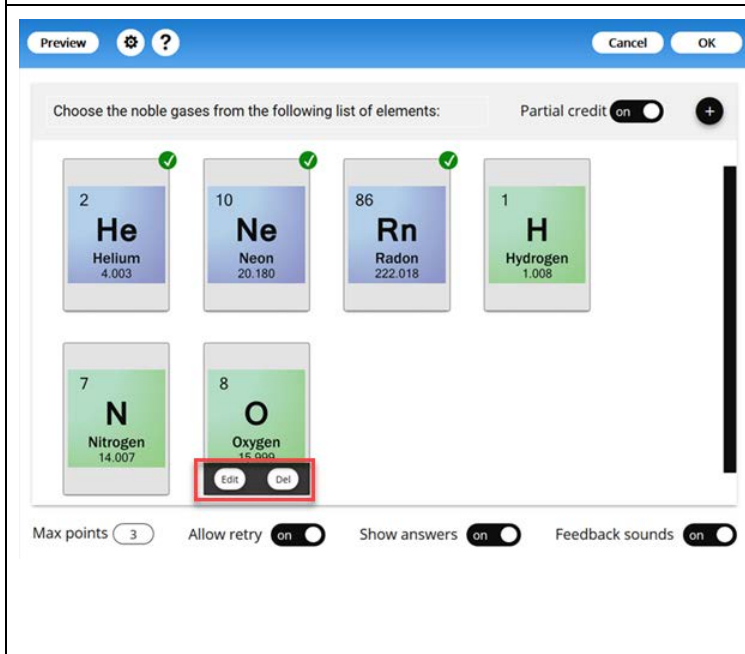 Preview ? Cancel OK
Choose the noble gases from the following list of elements: Partial credit on +
2
He
Helium
4.003
10
Ne
Neon
20.180
86
Rn
Radon
222.018
1
H
Hydrogen
1.008
7
N
Nitrogen
14.007
8
O
Oxygen
15.999
Edit Del
Max points 3 Allow retry on Show answers on Feedback sounds on